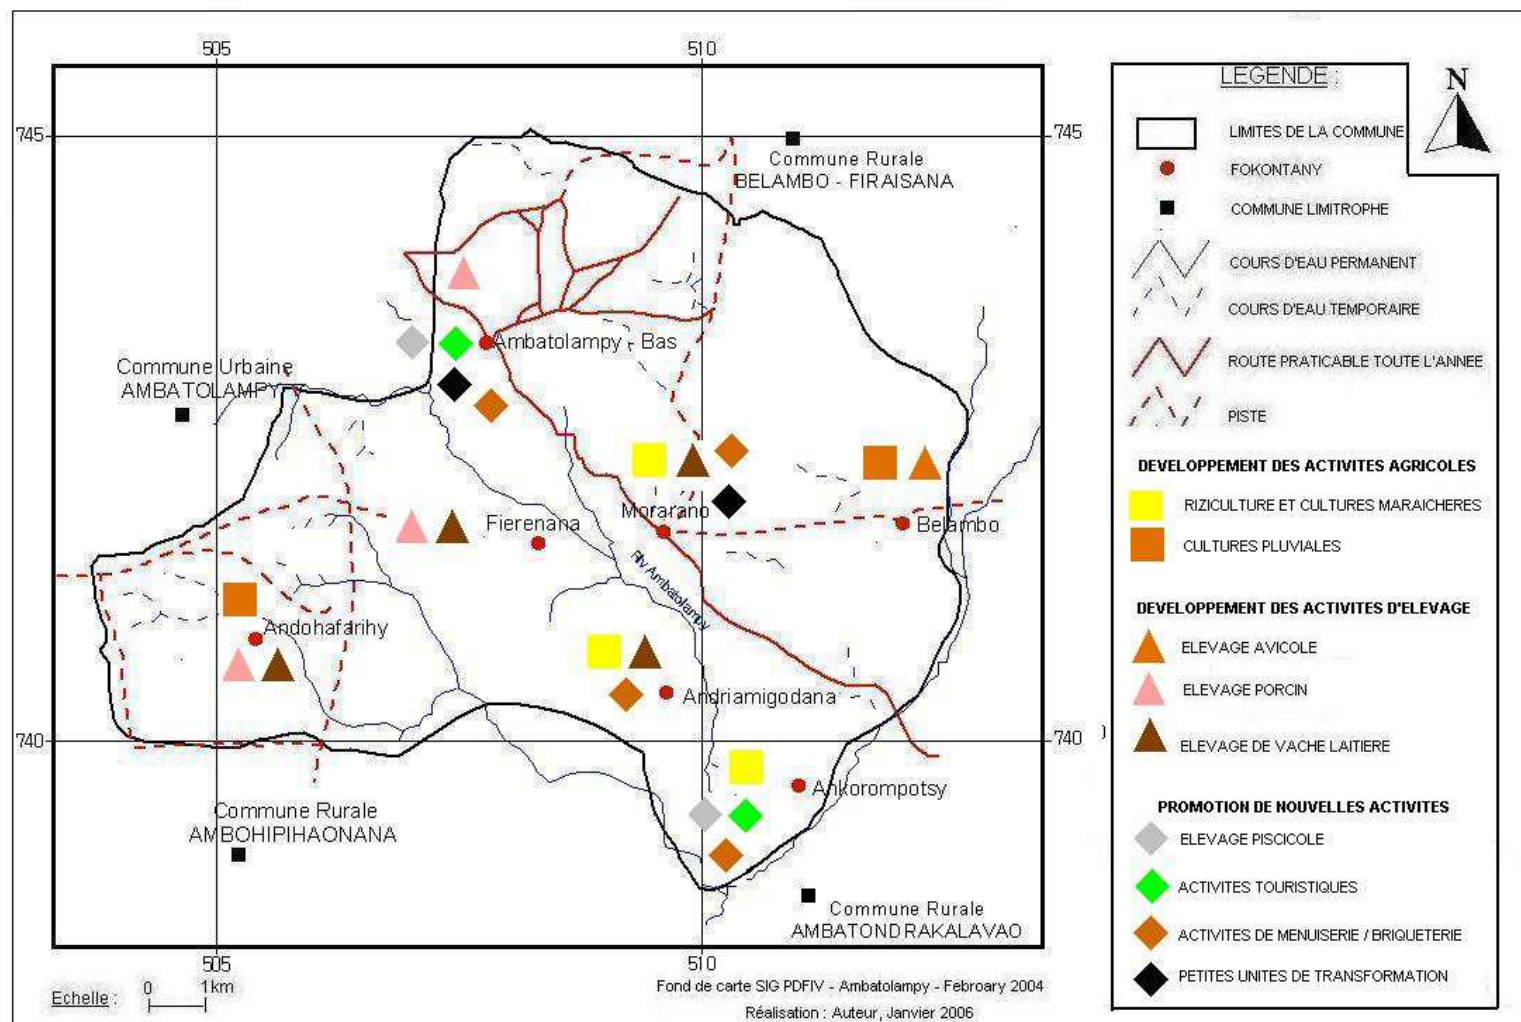 505
510
745
745
Commune Rurale
BELAMBO - FIRAISANA
Ambatolampy - Bas
Commune Urbaine
AMBATOLAMPY
Fierenana
Morarano
Belambo
Riv Ambatolampy
Andohafarihy
Andriamigodana
740
740
Ankorompotsy
Commune Rurale
AMBOHIPIHAONANA
Commune Rurale
AMBATONDRAKALAVAO
505
510
Echelle :
0 1km
Fond de carte SIG PDFIV - Ambatolampy - Febroary 2004
Réalisation : Auteur, Janvier 2006
N
LEGENDE :
LIMITES DE LA COMMUNE
FOKONTANY
COMMUNE LIMITROPHE
COURS D'EAU PERMANENT
COURS D'EAU TEMPORAIRE
ROUTE PRATICABLE TOUTE L'ANNEE
PISTE
DEVELOPPEMENT DES ACTIVITES AGRICOLES
RIZICULTURE ET CULTURES MARAICHERES
CULTURES PLUVIALES
DEVELOPPEMENT DES ACTIVITES D'ELEVAGE
ELEVAGE AVICOLE
ELEVAGE PORCIN
ELEVAGE DE VACHE LAITIERE
PROMOTION DE NOUVELLES ACTIVITES
ELEVAGE PISCICOLE
ACTIVITES TOURISTIQUES
ACTIVITES DE MENUISERIE / BRIQUETERIE
PETITES UNITES DE TRANSFORMATION